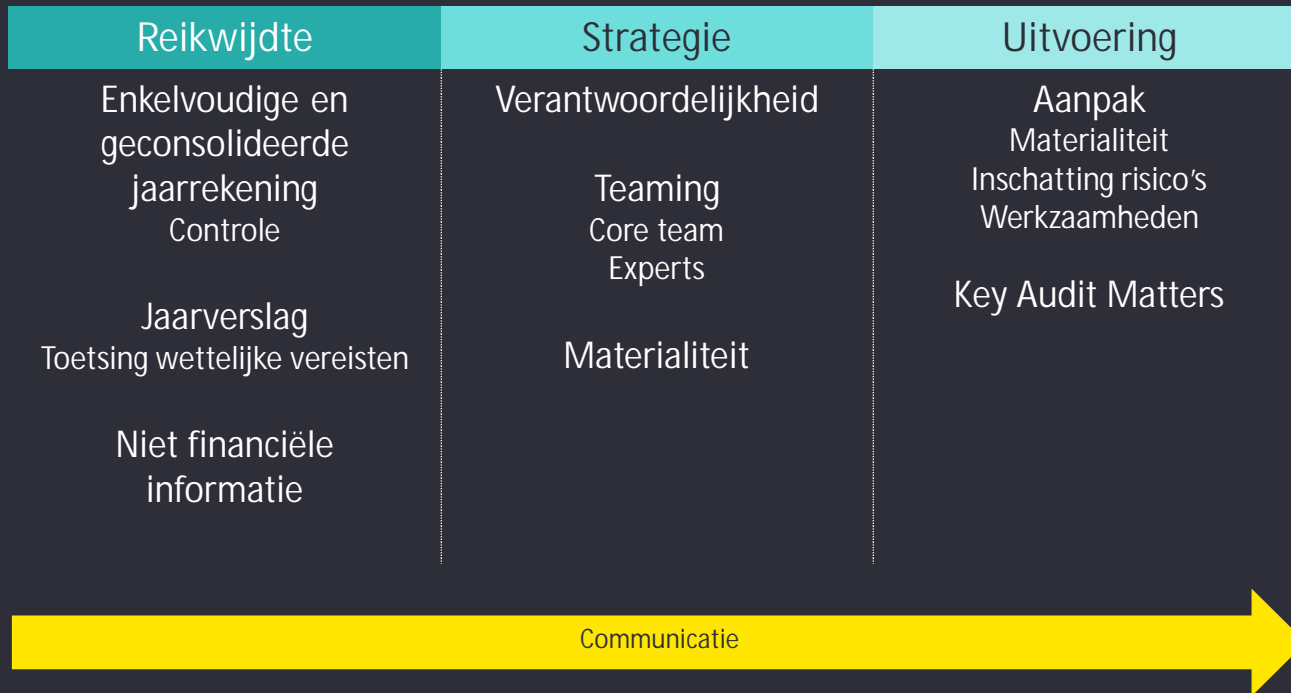 Reikwijdte
Enkelvoudige en
geconsolideerde
jaarrekening
Controle
Jaarverslag
Toetsing wettelijke vereisten
Niet financiële
informatie
Strategie
Verantwoordelijkheid
Teaming
Core team
Experts
Materialiteit
Uitvoering
Aanpak
Materialiteit
Inschatting risico's
Werkzaamheden
Key Audit Matters
Communicatie